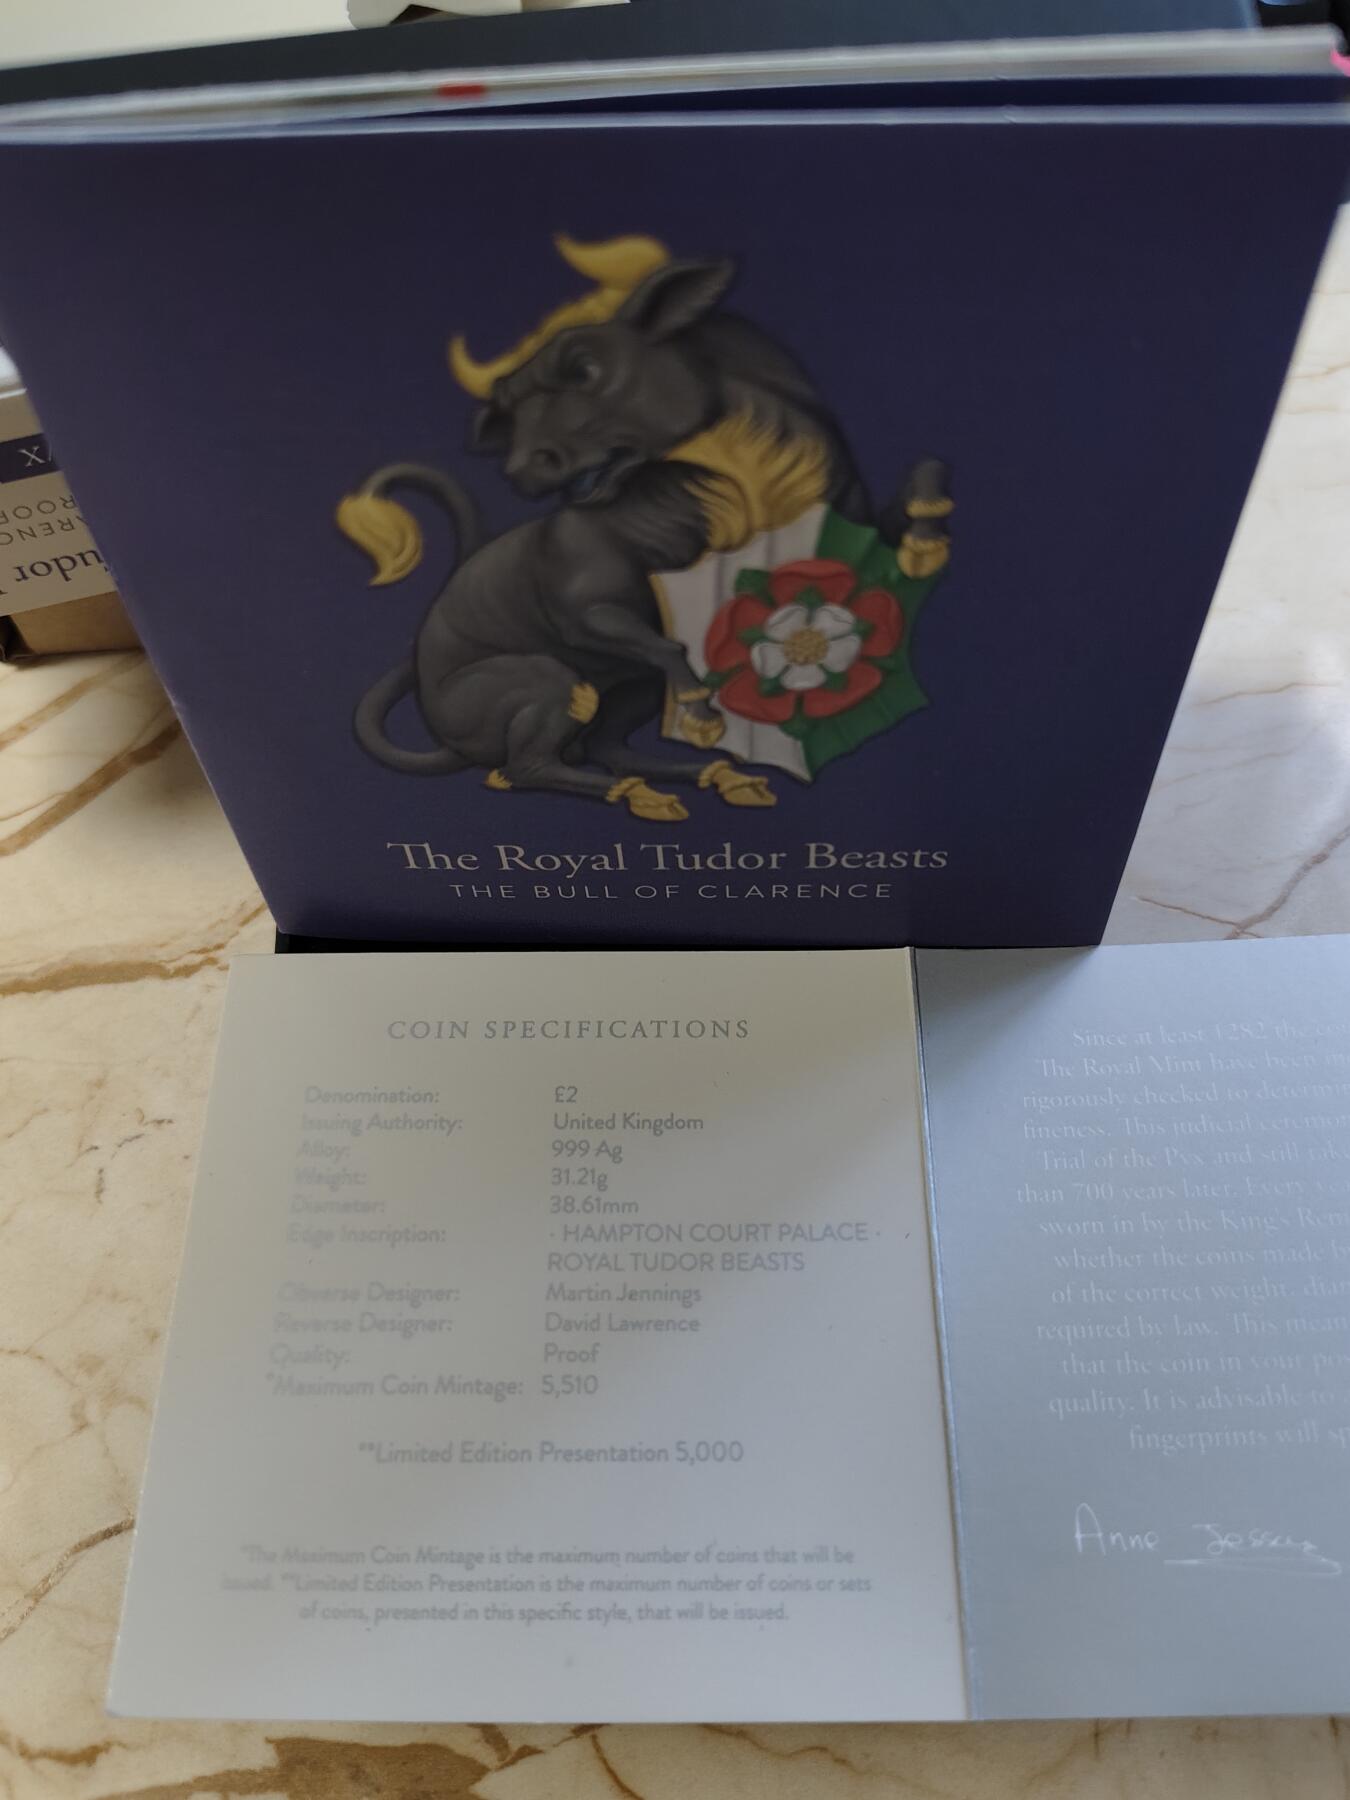 The Royal Tudor Beasts
THE BULL OF CLARENCE
COIN SPECIFICATIONS
Denomination: £2
Issuing Authority: United Kingdom
Alloy: 999 Ag
Weight: 31.21g
Diameter: 38.61mm
Edge Inscription: · HAMPTON COURT PALACE ·
ROYAL TUDOR BEASTS
Obverse Designer: Martin Jennings
Reverse Designer: David Lawrence
Quality: Proof
*Maximum Coin Mintage: 5,510
**Limited Edition Presentation 5,000
*The Maximum Coin Mintage is the maximum number of coins that will be
issued. **Limited Edition Presentation is the maximum number of coins or sets
of coins, presented in this specific style, that will be issued.
Since at least 1282 the
The Royal Mint have been
rigorously checked to
fineness. This judicial
Trial of the Pyx and still
than 700 years later. Every
sworn in by the King's
whether the coins made
of the correct weight,
required by law. This
that the coin in your
quality. It is advisable to
fingerprints will
Anne